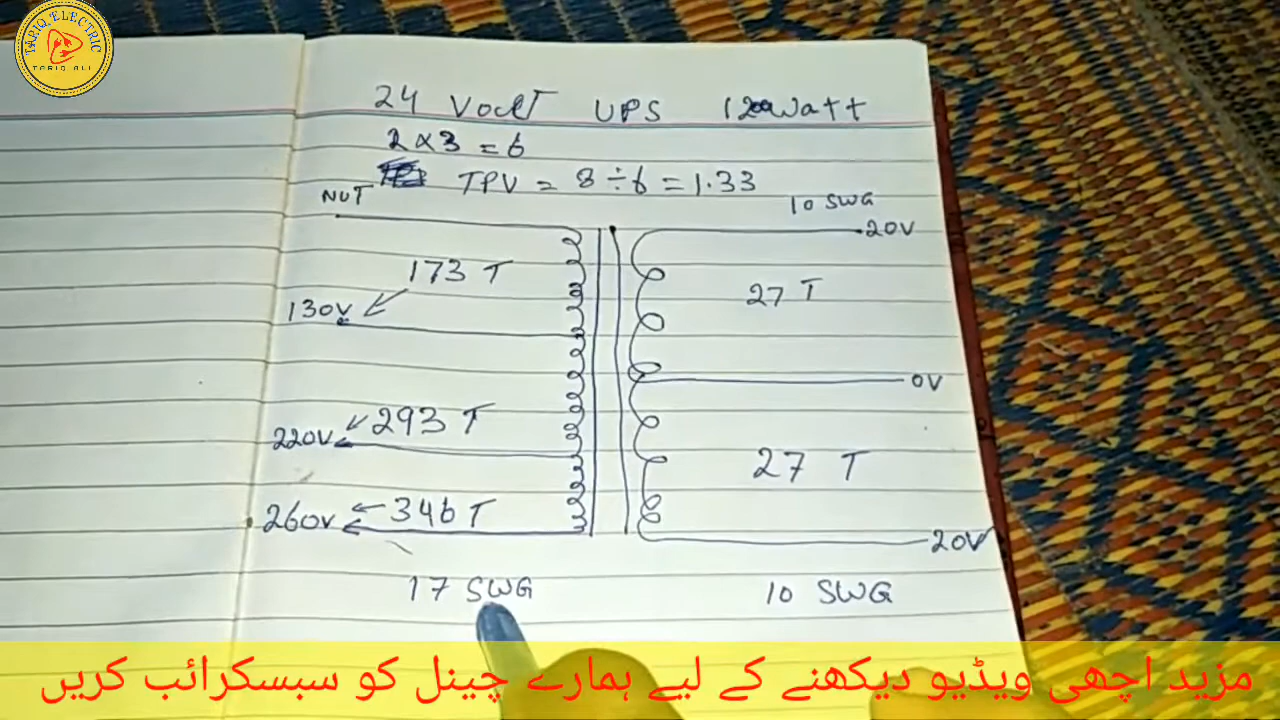 TARIQ ELECTRIC
TARIQ ALI
24 VOLT UPS 1200Watt
2 x 3 = 6
TPV = 8 ÷ 6 = 1.33
NUT
10 SWG
20V
173 T
27 T
130V
0V
293 T
220V
27 T
346 T
260V
20V
17 SWG
10 SWG
مزید اچھی ویڈیو دیکھنے کے لیے ہمارے چینل کو سبسکرائب کریں